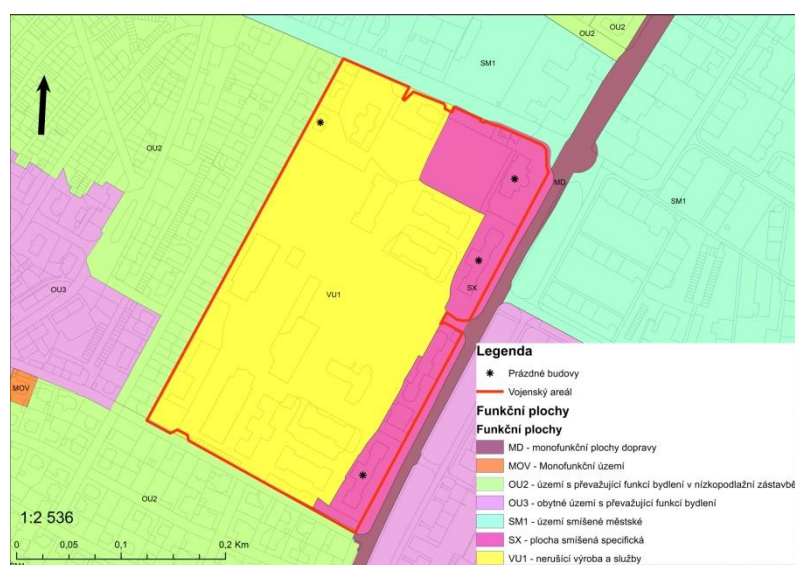 OU2
OU2
SM1
OU2
MD
SM1
OU3
VU1
SX
MOV
OU2
1:2 536
0 0,05 0,1 0,2 Km
Legenda
Prázdné budovy
Vojenský areál
Funkční plochy
Funkční plochy
MD - monofunkční plochy dopravy
MOV - Monofunkční území
OU2 - území s převažující funkcí bydlení v nízkopodlažní zástavbě
OU3 - obytné území s převažující funkcí bydlení
SM1 - území smíšené městské
SX - plocha smíšená specifická
VU1 - nerušící výroba a služby